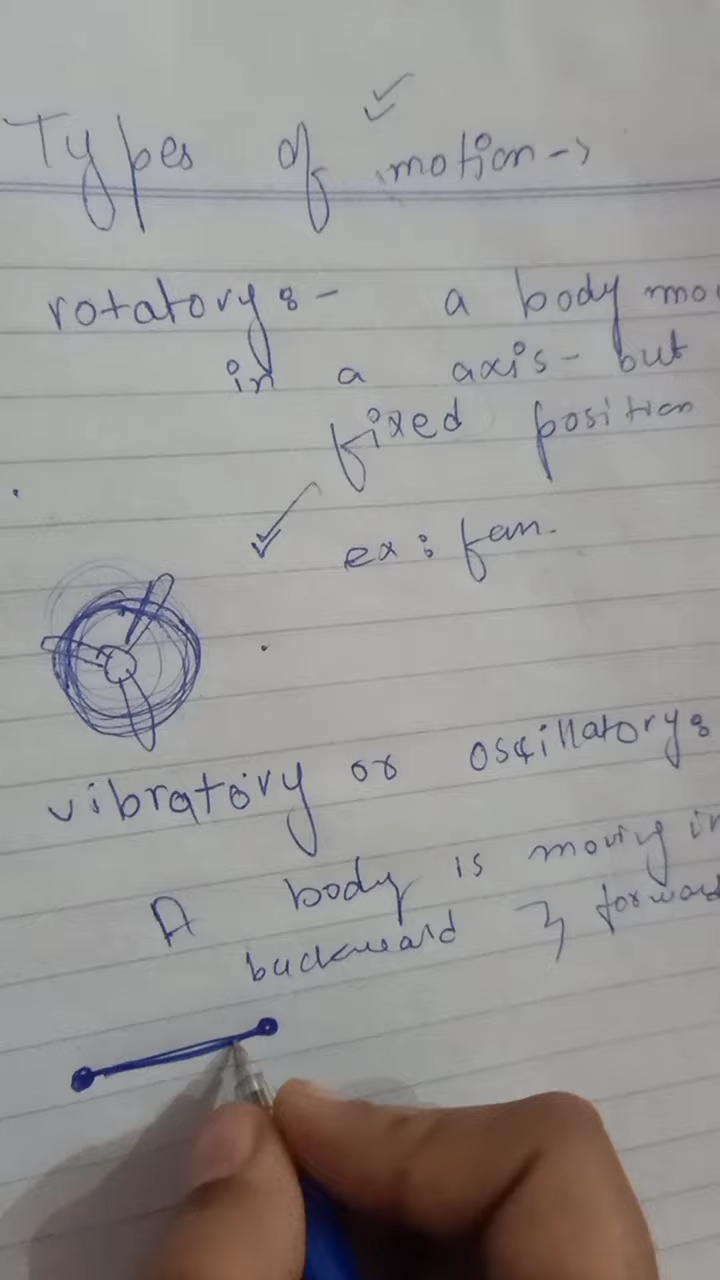 Types of motion->
rotatory:- a body mo
in a axis- but
fixed position
ex: fan.
vibratory or oscillatory:
A body is moving in
backward & forward